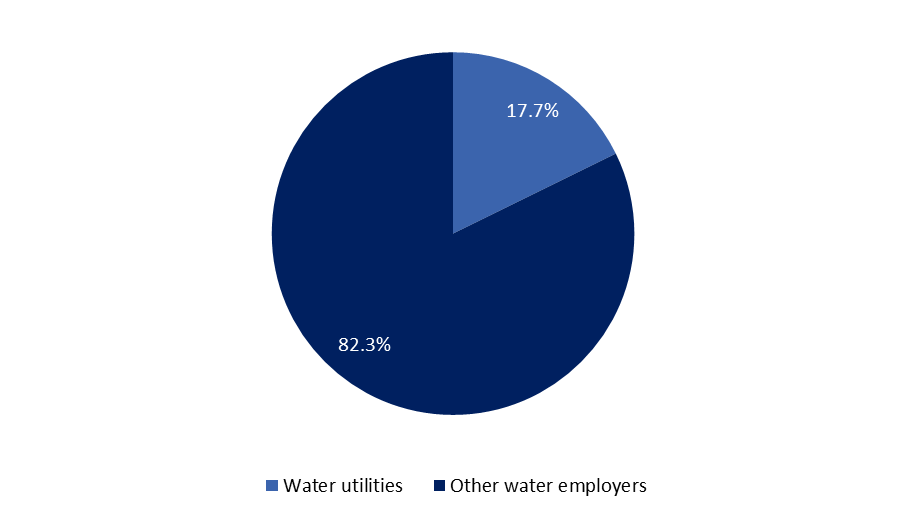 17.7%
82.3%
Water utilities
Other water employers